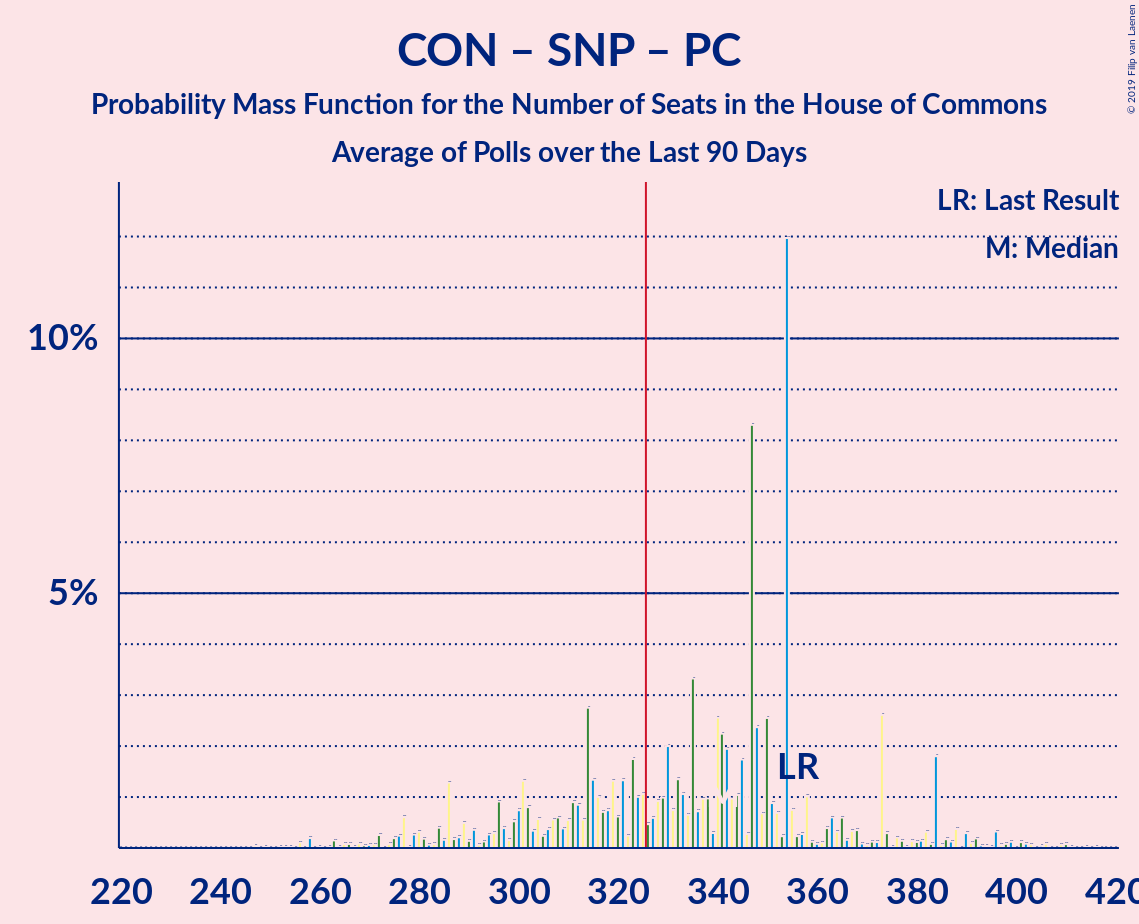 CON – SNP – PC
Probability Mass Function for the Number of Seats in the House of Commons
Average of Polls over the Last 90 Days
© 2019 Filip van Laenen
LR: Last Result
M: Median
10%
5%
LR
220 240 260 280 300 320 340 360 380 400 420